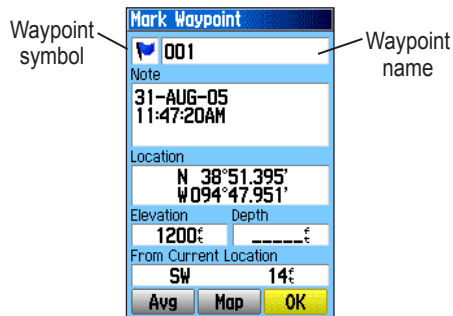 Mark Waypoint
Waypoint symbol
001
Waypoint name
Note
31-AUG-05
11:47:20AM
Location
N 38°51.395'
W094°47.951'
Elevation Depth
1200ft _____ft
From Current Location
SW 14ft
Avg Map OK